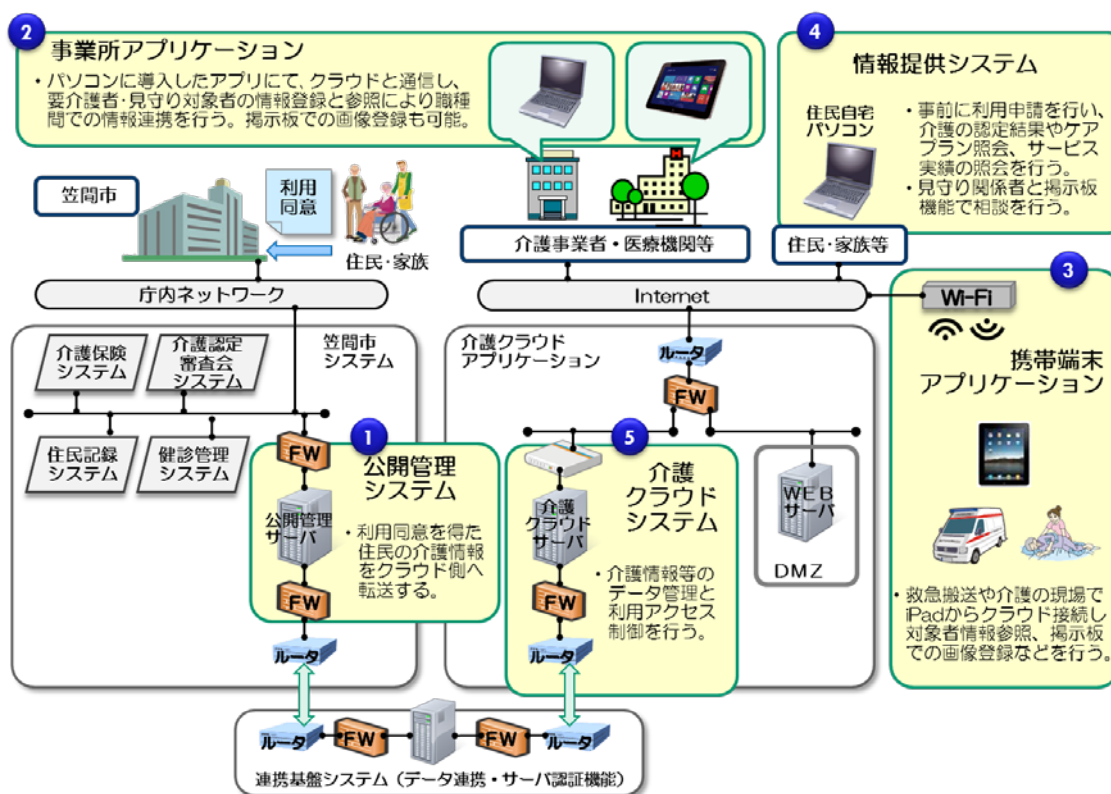 2
事業所アプリケーション
・パソコンに導入したアプリにて、クラウドと通信し、
要介護者・見守り対象者の情報登録と参照により職種
間での情報連携を行う。掲示板での画像登録も可能。
4
情報提供システム
住民自宅
パソコン
・事前に利用申請を行い、
介護の認定結果やケア
プラン照会、サービス
実績の照会を行う。
・見守り関係者と掲示板
機能で相談を行う。
笠間市
利用
同意
住民・家族
H
介護事業者・医療機関等
住民・家族等
庁内ネットワーク
Internet
3
Wi-Fi
携帯端末
アプリケーション
・救急搬送や介護の現場で
iPadからクラウド接続し
対象者情報参照、掲示板
での画像登録などを行う。
笠間市
システム
介護保険
システム
介護認定
審査会
システム
住民記録
システム
健診管理
システム
1
FW
公開管理
システム
公開管理
サーバ
・利用同意を得た
住民の介護情報
をクラウド側へ
転送する。
FW
ルータ
介護クラウド
アプリケーション
ルータ
FW
5
介護
クラウド
システム
介護
クラウドサーバ
・介護情報等の
データ管理と
利用アクセス
制御を行う。
FW
ルータ
WEB
サーバ
DMZ
ルータ
FW
FW
ルータ
連携基盤システム（データ連携・サーバ認証機能）